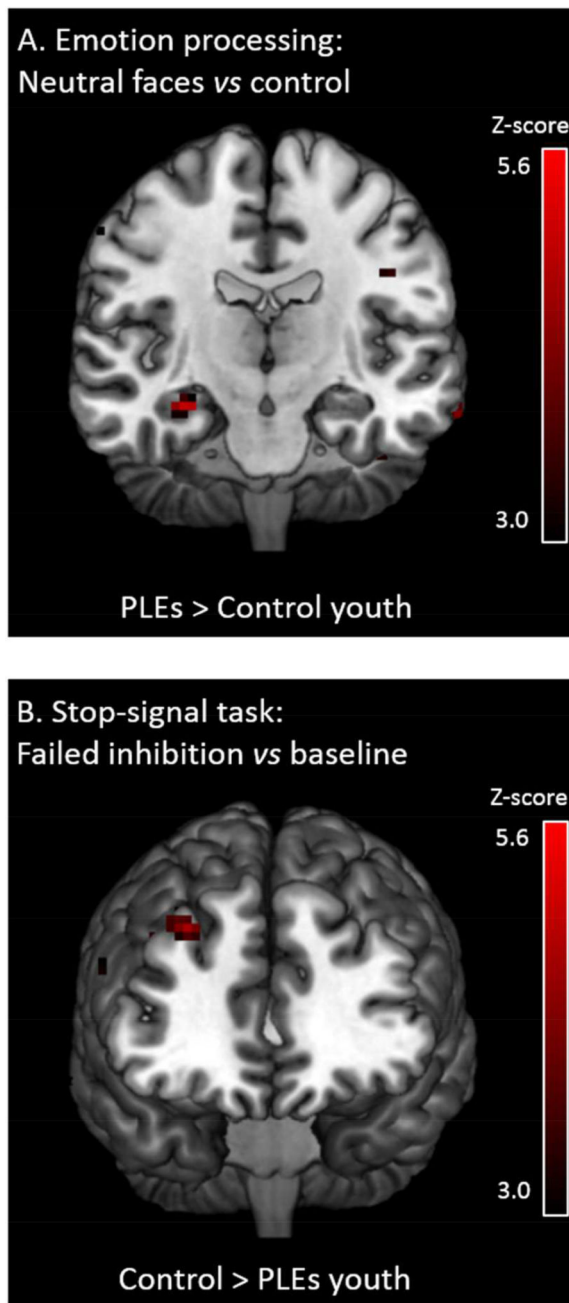 A. Emotion processing:
Neutral faces vs control
Z-score
5.6
3.0
PLEs > Control youth
B. Stop-signal task:
Failed inhibition vs baseline
Z-score
5.6
3.0
Control > PLEs youth